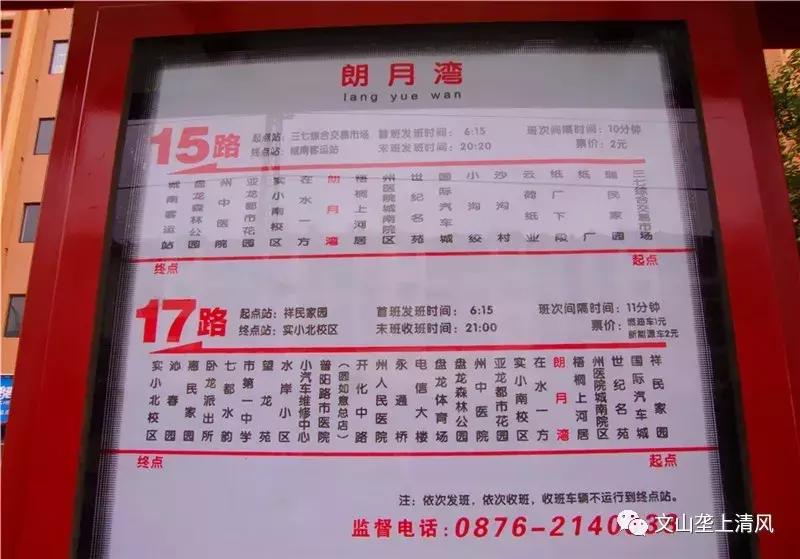 朗月湾
lang yue wan
15路
起点站：三七综合交易市场 首班发班时间：6:15 班次间隔时间：10分钟
终点站：城南客运站 末班发班时间：20:20 票价：2元
城南客运站
盘龙森林公园
州中医院
亚龙都市花园
实小南校区
在水一方
朗月湾
梧桐上河居
州医院城南院区
世纪名苑
国际汽车城
小沟绞
沙沟村
云荷纸业
纸厂下段
纸厂
瑞民家园
三七综合交易市场
终点 起点
17路
起点站：祥民家园 首班发班时间：6:15 班次间隔时间：11分钟
终点站：实小北校区 末班收班时间：21:00 票价：燃油车1元
新能源车2元
实小北校区
沁春园
惠民家园
卧龙派出所
七都水韵
市第一中学
望龙苑
水岸小区
小汽车维修中心
普阳路市医院
（园如意总店）
开化中路
州人民医院
永通桥
电信大楼
盘龙体育场
盘龙森林公园
州中医院
亚龙都市花园
实小南校区
在水一方
朗月湾
梧桐上河居
州医院城南院区
世纪名苑
国际汽车城
祥民家园
终点 起点
注：依次发班，依次收班，收班车辆不运行到终点站。
监督电话：0876-2140
文山垄上清风